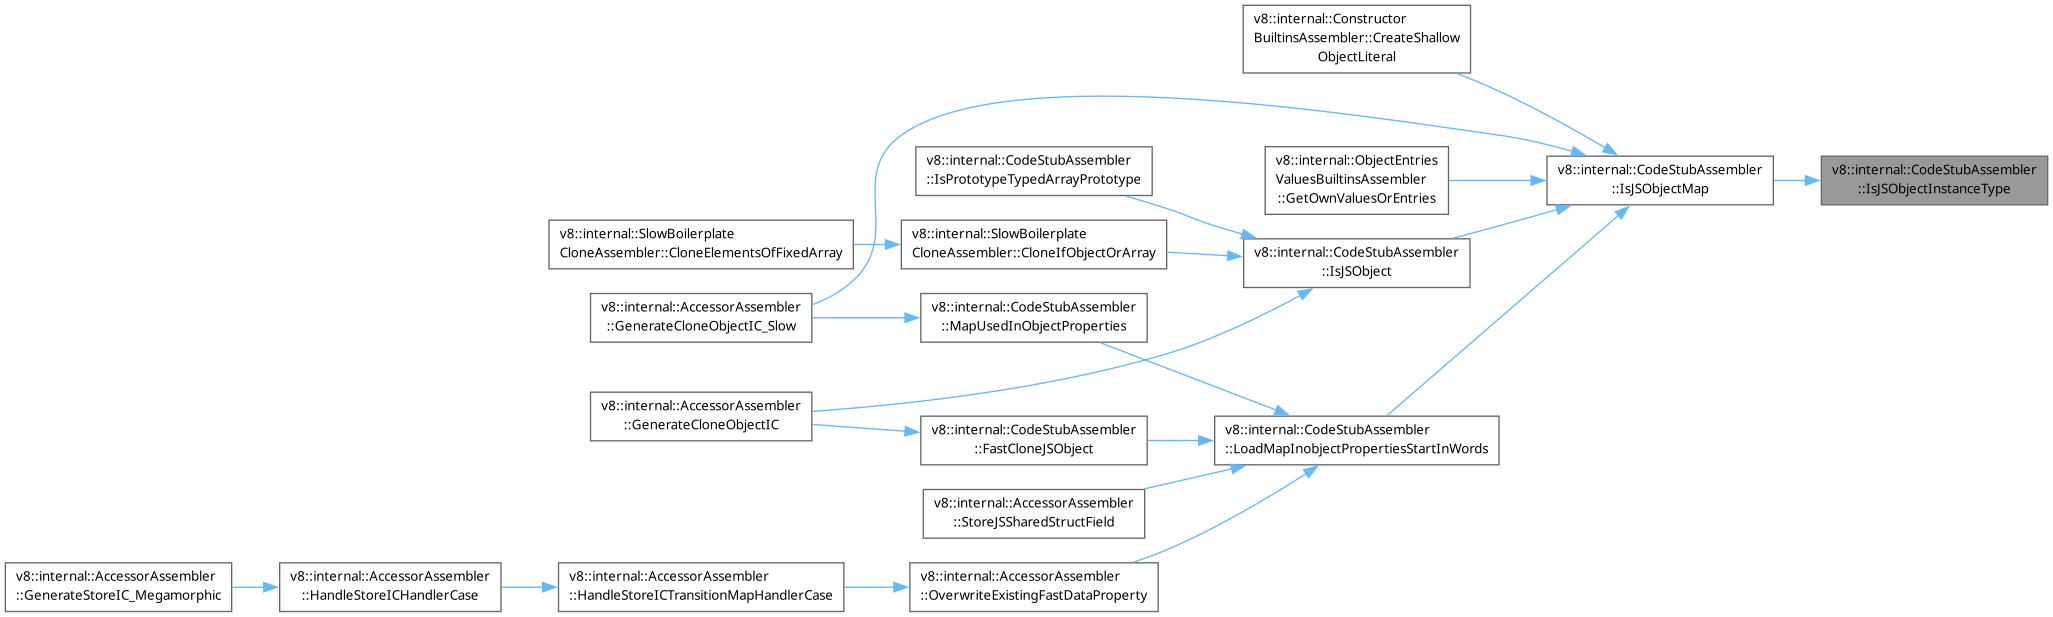 v8::internal::Constructor
BuiltinsAssembler::CreateShallow
ObjectLiteral
v8::internal::CodeStubAssembler
::IsPrototypeTypedArrayPrototype
v8::internal::ObjectEntries
ValuesBuiltinsAssembler
::GetOwnValuesOrEntries
v8::internal::CodeStubAssembler
::IsJSObjectMap
v8::internal::CodeStubAssembler
::IsJSObjectInstanceType
v8::internal::SlowBoilerplate
CloneAssembler::CloneElementsOfFixedArray
v8::internal::SlowBoilerplate
CloneAssembler::CloneIfObjectOrArray
v8::internal::CodeStubAssembler
::IsJSObject
v8::internal::AccessorAssembler
::GenerateCloneObjectIC_Slow
v8::internal::CodeStubAssembler
::MapUsedInObjectProperties
v8::internal::AccessorAssembler
::GenerateCloneObjectIC
v8::internal::CodeStubAssembler
::FastCloneJSObject
v8::internal::CodeStubAssembler
::LoadMapInobjectPropertiesStartInWords
v8::internal::AccessorAssembler
::StoreJSSharedStructField
v8::internal::AccessorAssembler
::GenerateStoreIC_Megamorphic
v8::internal::AccessorAssembler
::HandleStoreICHandlerCase
v8::internal::AccessorAssembler
::HandleStoreICTransitionMapHandlerCase
v8::internal::AccessorAssembler
::OverwriteExistingFastDataProperty